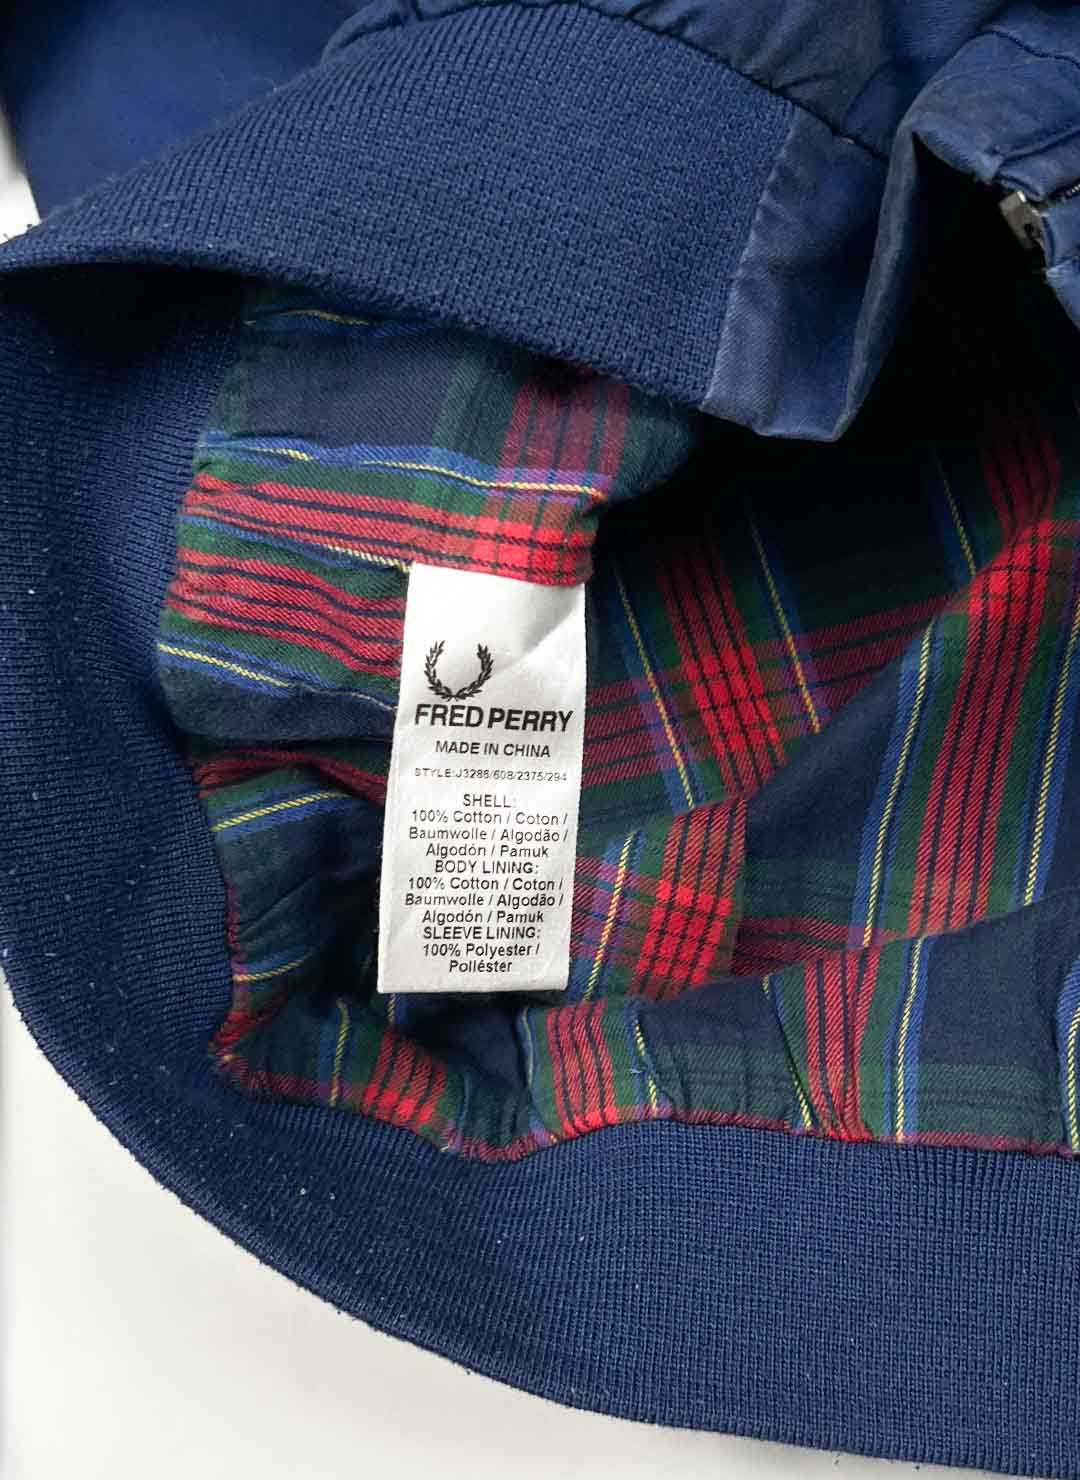 FRED PERRY
MADE IN CHINA
STYLE:J3286/608/2375/294
SHELL:
100% Cotton / Coton /
Baumwolle / Algodão /
Algodón / Pamuk
BODY LINING:
100% Cotton / Coton /
Baumwolle / Algodão /
Algodón / Pamuk
SLEEVE LINING:
100% Polyester /
Poliéster